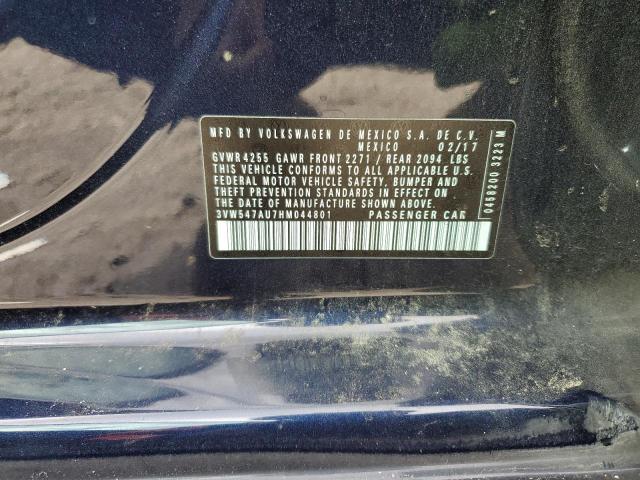 MFD BY VOLKSWAGEN DE MEXICO S.A. DE C.V.
MEXICO 02/17
GVWR 4255 GAWR FRONT 2271 / REAR 2094 LBS
THIS VEHICLE CONFORMS TO ALL APPLICABLE U.S.
FEDERAL MOTOR VEHICLE SAFETY, BUMPER AND
THEFT PREVENTION STANDARDS IN EFFECT ON
THE DATE OF MANUFACTURE SHOWN ABOVE.
3VW547AU7HM044801 PASSENGER CAR
0458200 3223 M